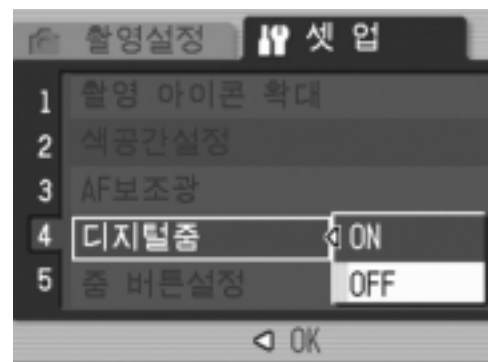 촬영설정 셋 업
1 촬영 아이콘 확대
2 색공간설정
3 AF보조광
4 디지털줌 ON
5 줌 버튼설정 OFF
OK